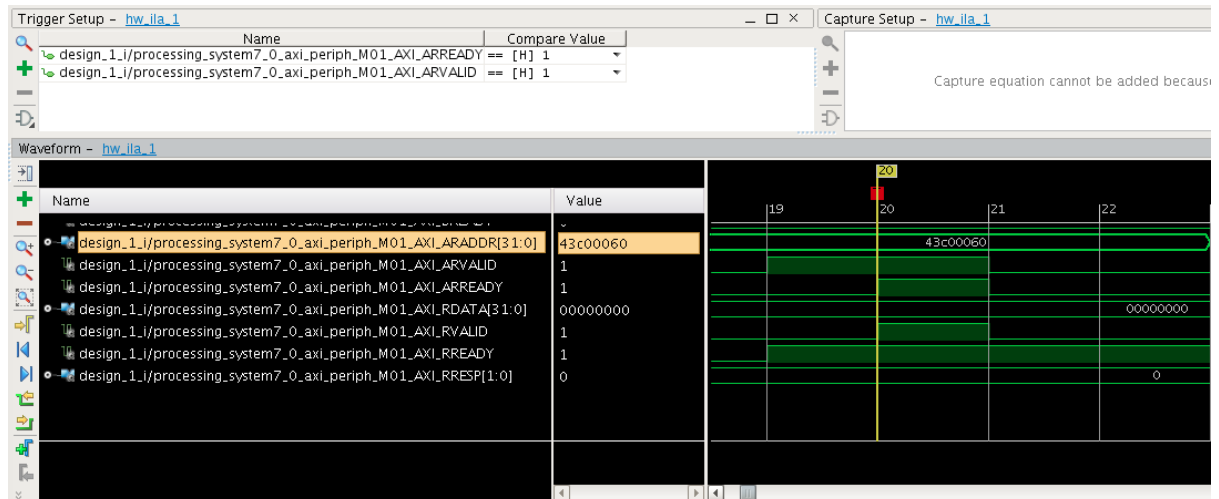 Trigger Setup - hw_ila_1
Capture Setup - hw_ila_1
Name Compare Value
design_1_i/processing_system7_0_axi_periph_M01_AXI_ARREADY == [H] 1
design_1_i/processing_system7_0_axi_periph_M01_AXI_ARVALID == [H] 1
Capture equation cannot be added because
Waveform - hw_ila_1
20
Name Value
19 20 21 22
design_1_i/processing_system7_0_axi_periph_M01_AXI_ARADDR[31:0] 43c00060 43c00060
design_1_i/processing_system7_0_axi_periph_M01_AXI_ARVALID 1
design_1_i/processing_system7_0_axi_periph_M01_AXI_ARREADY 1
design_1_i/processing_system7_0_axi_periph_M01_AXI_RDATA[31:0] 00000000 00000000
design_1_i/processing_system7_0_axi_periph_M01_AXI_RVALID 1
design_1_i/processing_system7_0_axi_periph_M01_AXI_RREADY 1
design_1_i/processing_system7_0_axi_periph_M01_AXI_RRESP[1:0] 0 0